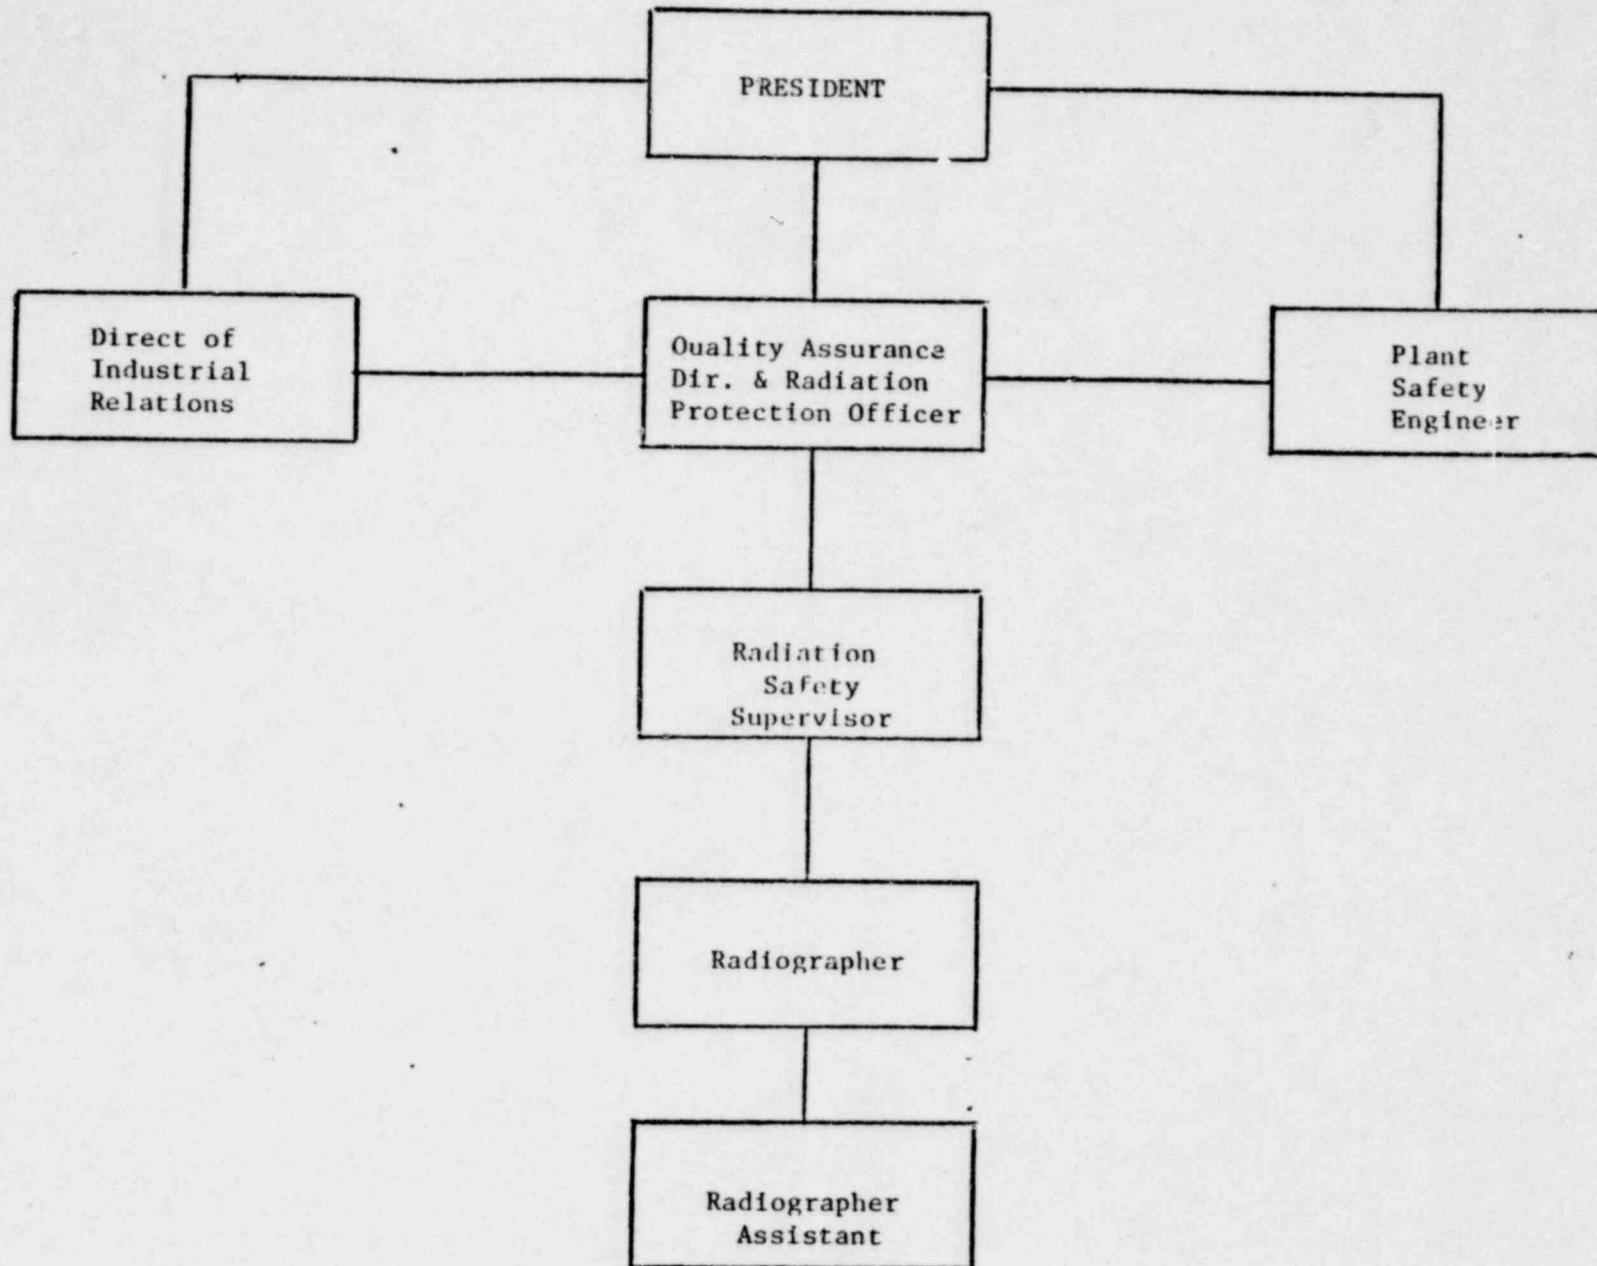 PRESIDENT
Direct of
Industrial
Relations
Ouality Assurance
Dir. & Radiation
Protection Officer
Plant
Safety
Engineer
Radiation
Safety
Supervisor
Radiographer
Radiographer
Assistant